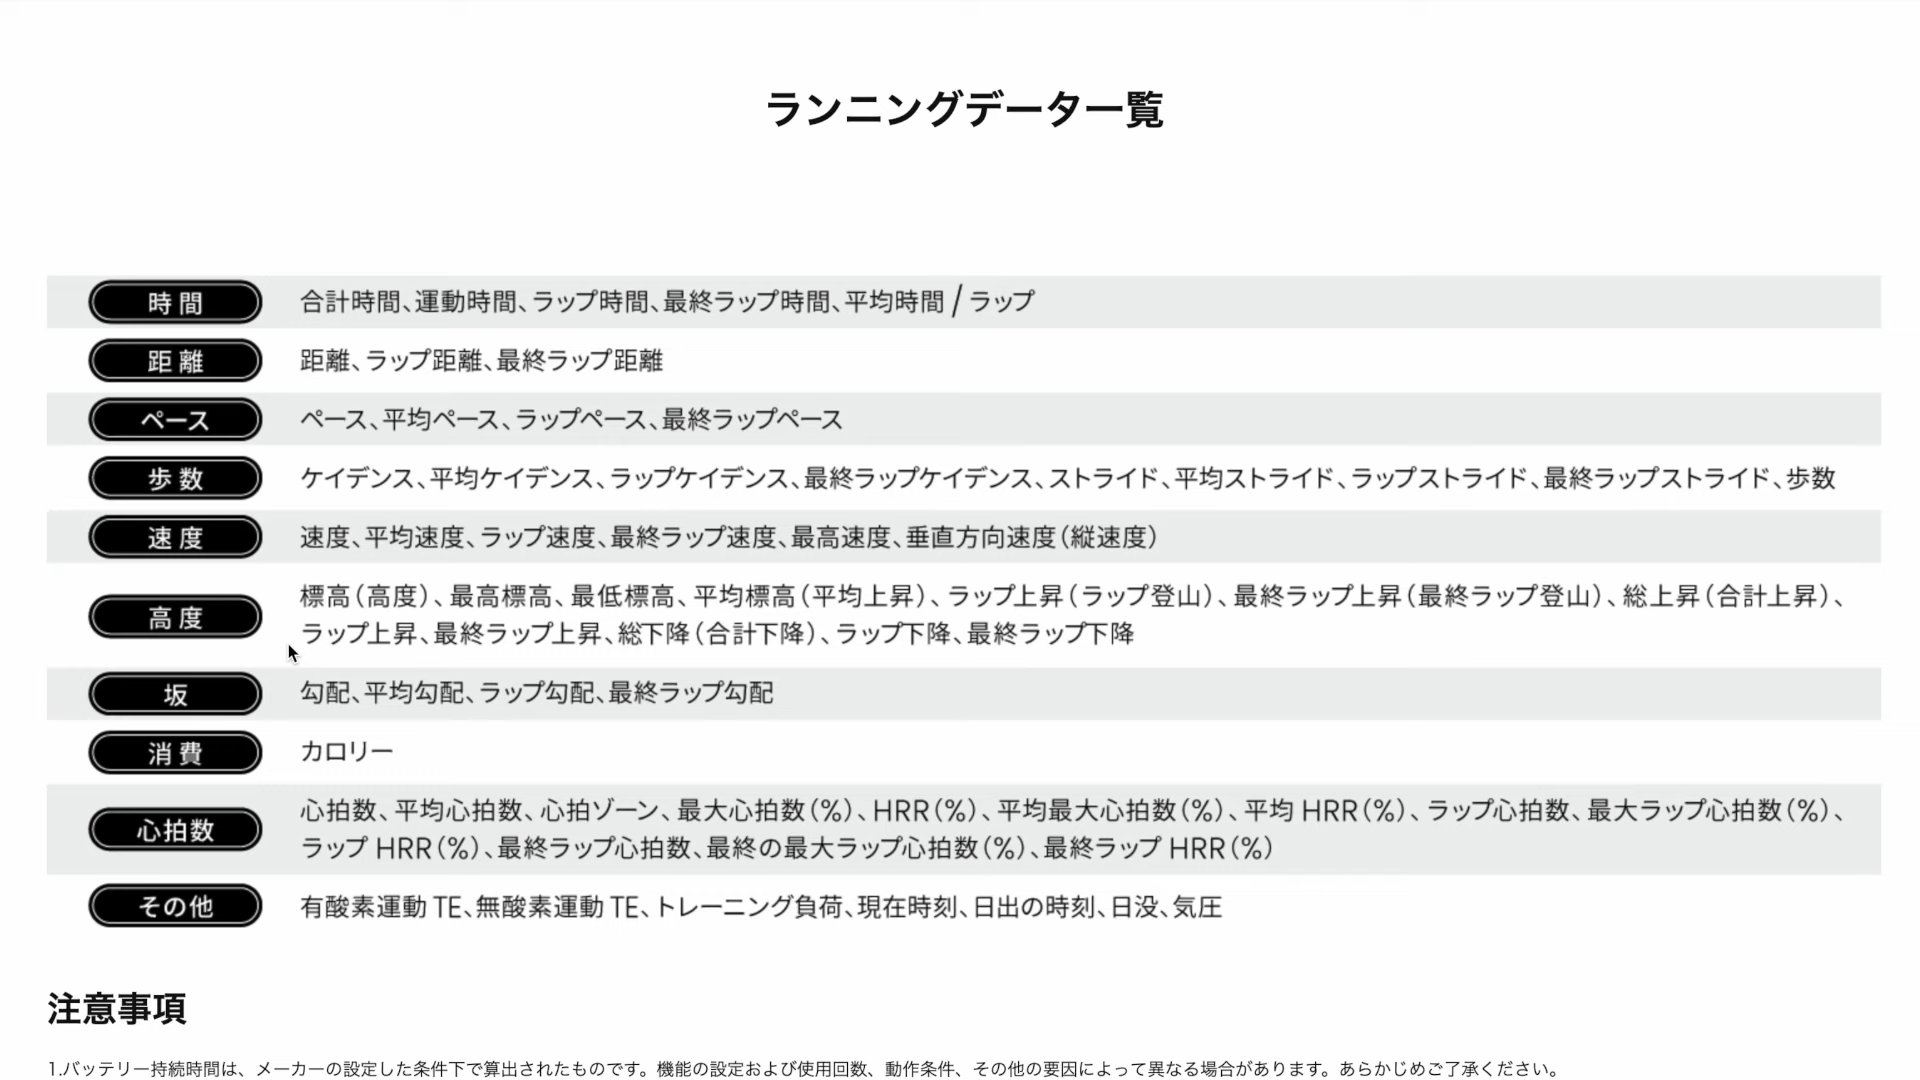 ランニングデータ一覧
時間 合計時間、運動時間、ラップ時間、最終ラップ時間、平均時間 / ラップ
距離 距離、ラップ距離、最終ラップ距離
ペース ペース、平均ペース、ラップペース、最終ラップペース
歩数 ケイデンス、平均ケイデンス、ラップケイデンス、最終ラップケイデンス、ストライド、平均ストライド、ラップストライド、最終ラップストライド、歩数
速度 速度、平均速度、ラップ速度、最終ラップ速度、最高速度、垂直方向速度(縦速度)
高度 標高(高度)、最高標高、最低標高、平均標高(平均上昇)、ラップ上昇(ラップ登山)、最終ラップ上昇(最終ラップ登山)、総上昇(合計上昇)、
ラップ上昇、最終ラップ上昇、総下降(合計下降)、ラップ下降、最終ラップ下降
坂 勾配、平均勾配、ラップ勾配、最終ラップ勾配
消費 カロリー
心拍数 心拍数、平均心拍数、心拍ゾーン、最大心拍数(%)、HRR(%)、平均最大心拍数(%)、平均 HRR(%)、ラップ心拍数、最大ラップ心拍数(%)、
ラップ HRR(%)、最終ラップ心拍数、最終の最大ラップ心拍数(%)、最終ラップ HRR(%)
その他 有酸素運動 TE、無酸素運動 TE、トレーニング負荷、現在時刻、日出の時刻、日没、気圧
注意事項
1.バッテリー持続時間は、メーカーの設定した条件下で算出されたものです。機能の設定および使用回数、動作条件、その他の要因によって異なる場合があります。あらかじめご了承ください。